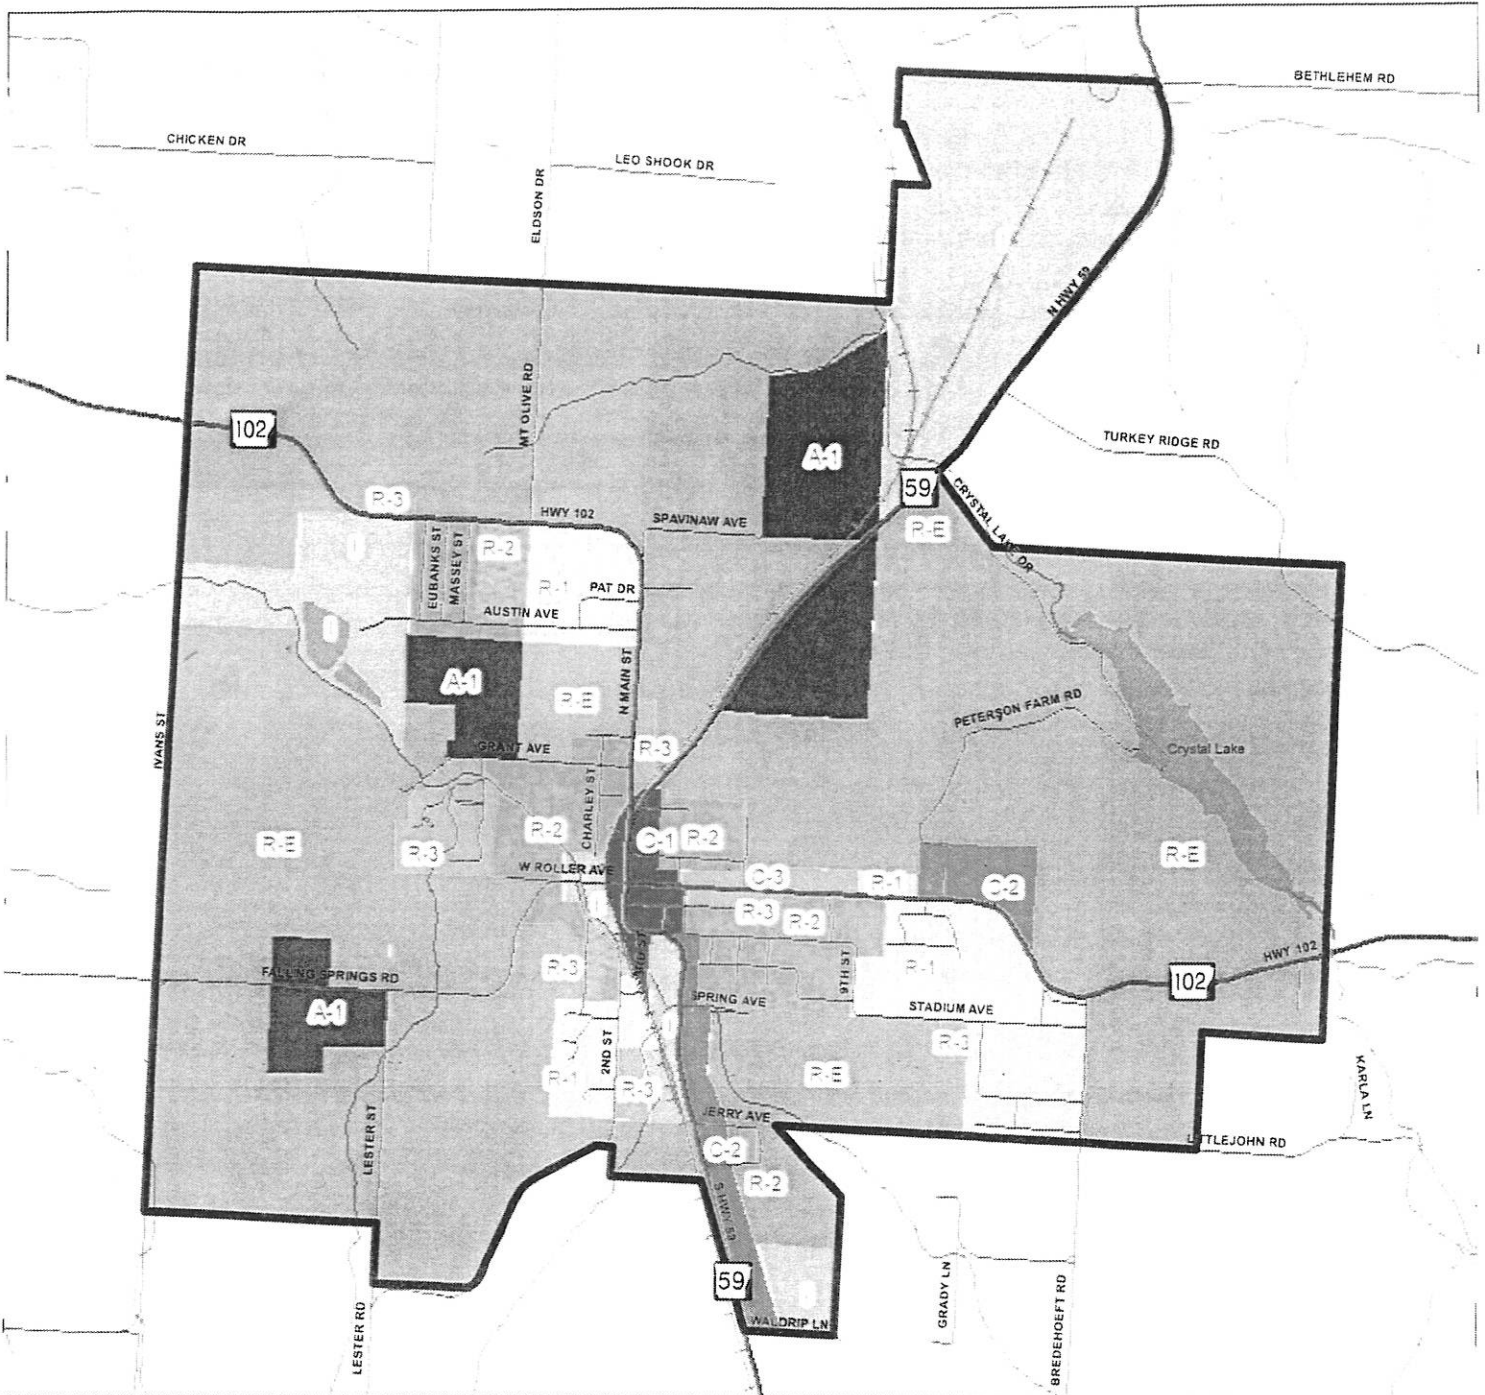 BETHLEHEM RD
CHICKEN DR
LEO SHOOK DR
ELDSON DR
N HWY 59
MT OLIVE RD
102
TURKEY RIDGE RD
A-1
59
CRYSTAL LAKE DR
R-3
HWY 102
SPAVINAW AVE
R-E
I
EUBANKS ST
MASSEY ST
R-2
R-1
PAT DR
AUSTIN AVE
I
A-1
R-E
N MAIN ST
IVANS ST
GRANT AVE
R-3
PETERSON FARM RD
Crystal Lake
CHARLEY ST
R-E
R-3
R-2
C-1
R-2
R-E
W ROLLER AVE
C-3
R-1
C-2
R-3
R-2
3RD ST
FALLING SPRINGS RD
R-3
9TH ST
R-1
HWY 102
102
A-1
SPRING AVE
STADIUM AVE
2ND ST
R-3
R-1
R-3
R-E
KARLA LN
LESTER ST
JERRY AVE
LITTLEJOHN RD
C-2
R-2
S HWY 59
59
WALDRIP LN
GRADY LN
BREDEHOEFT RD
LESTER RD